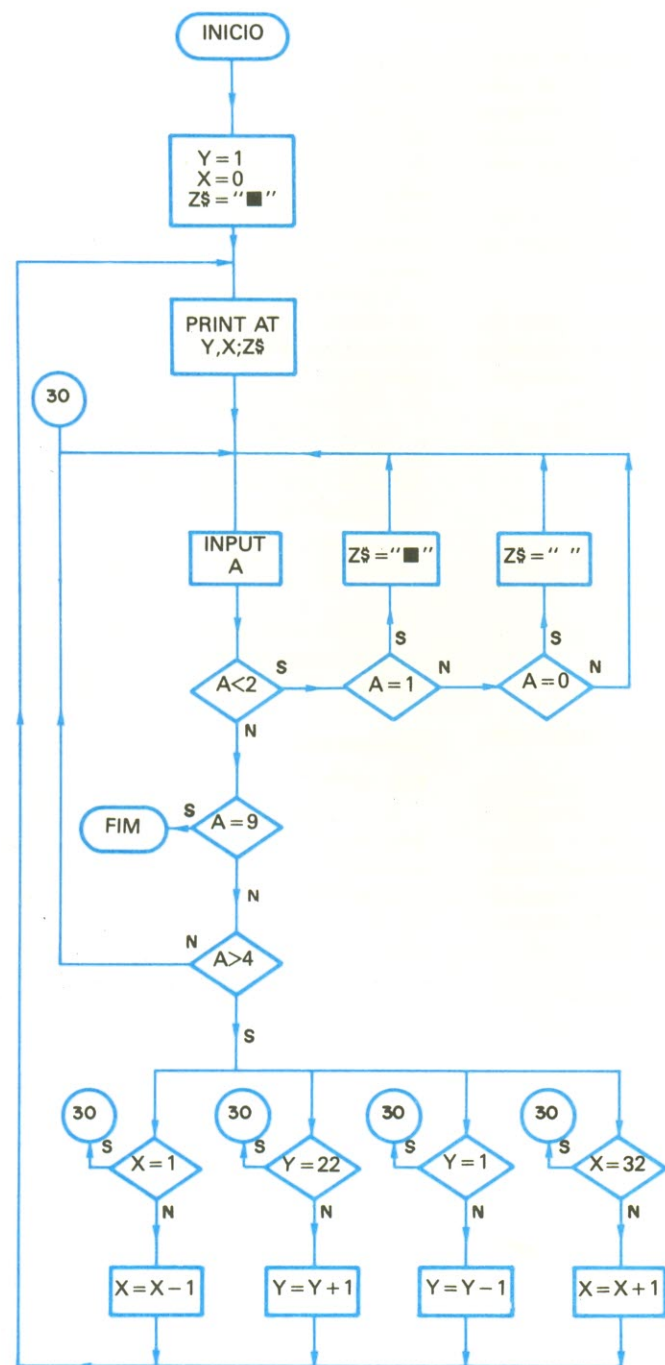 INICIO
Y = 1
X = 0
Z$ = "■"
PRINT AT
Y,X;Z$
30
INPUT
A
Z$ = "■"
Z$ = " "
S
S
A<2
S
A = 1
N
A = 0
N
N
FIM
S
A = 9
N
N
A>4
S
30
30
30
30
S
X = 1
S
Y = 22
S
Y = 1
S
X = 32
N
N
N
N
X = X − 1
Y = Y + 1
Y = Y − 1
X = X + 1